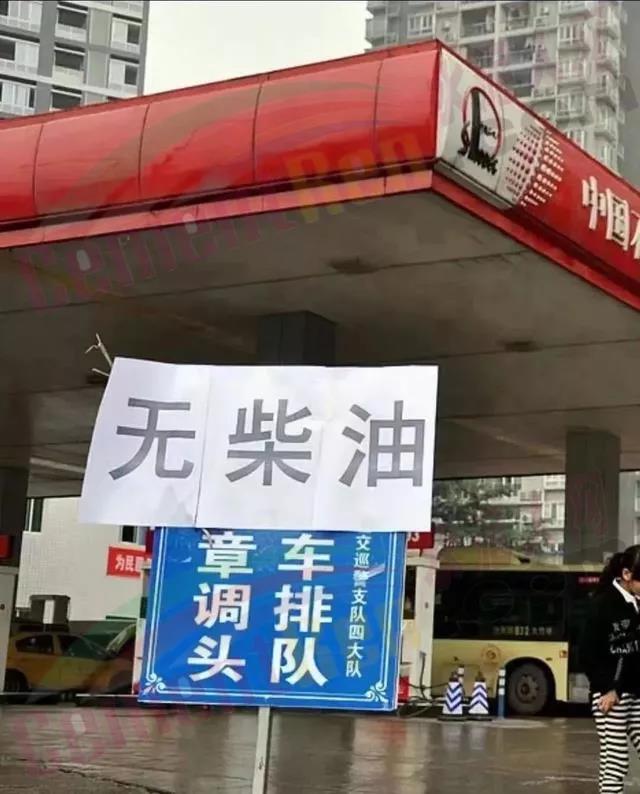 中国
无柴油
章调头
车排队
交巡警支队四大队
为民
CementRen